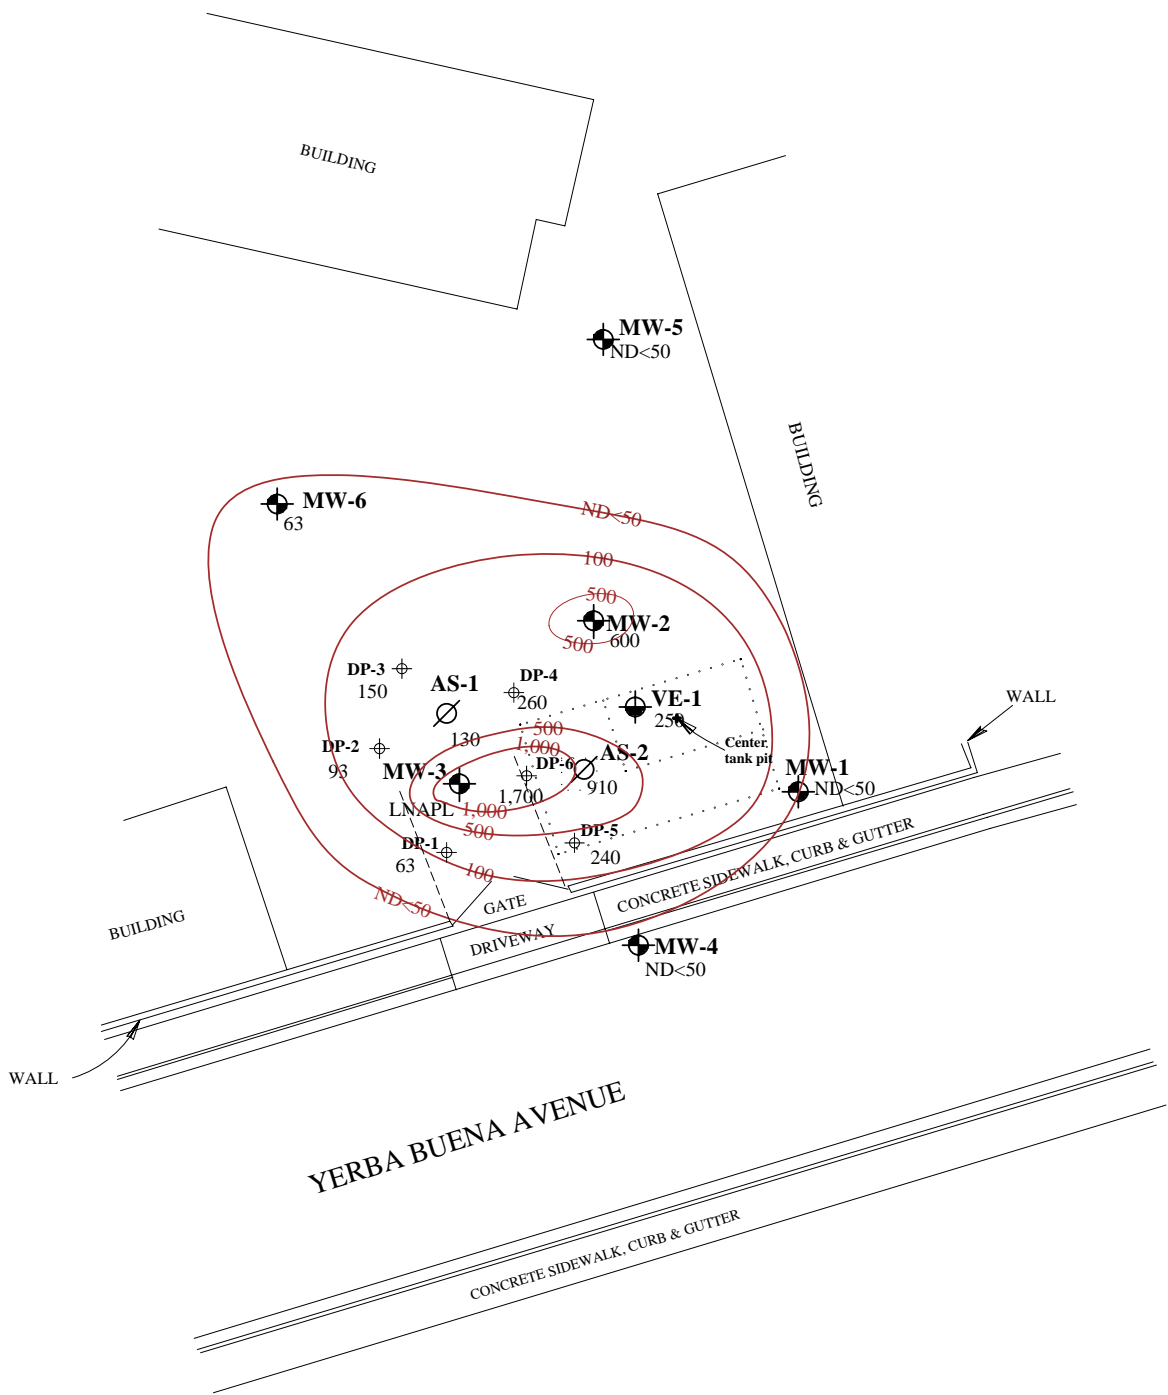 BUILDING
MW-5
ND<50
BUILDING
MW-6
63
ND<50
100
500
MW-2
600
500
DP-3
150
AS-1
130
DP-4
260
VE-1
250
WALL
Center
tank pit
500
1,000
DP-2
93
MW-3
LNAPL
DP-6
1,700
AS-2
910
MW-1
ND<50
1,000
500
DP-1
63
DP-5
240
100
ND<50
GATE
CONCRETE SIDEWALK, CURB & GUTTER
BUILDING
DRIVEWAY
MW-4
ND<50
WALL
YERBA BUENA AVENUE
CONCRETE SIDEWALK, CURB & GUTTER